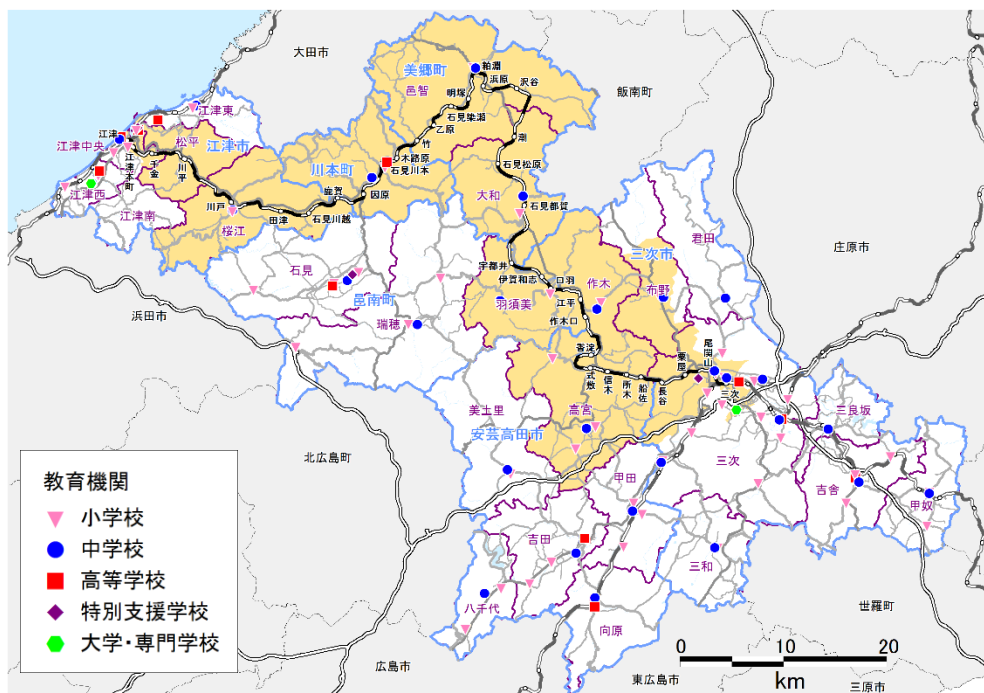 大田市
美郷町
粕淵
邑智
浜原
沢谷
飯南町
明塚
石見簗瀬
乙原
江津東
潮
竹
江津
松平
江津市
木路原
江津中央
川本町
石見川本
石見松原
江津本町
千金
川平
因原
鹿賀
大和
石見都賀
江津西
川戸
江津南
田津
石見川越
桜江
君田
庄原市
三次市
石見
宇都井
伊賀和志
口羽
作木
布野
邑南町
羽須美
江平
浜田市
瑞穂
作木口
尾関山
香淀
粟屋
式敷
信木
所木
船佐
長谷
三次
美土里
高宮
三良坂
安芸高田市
三次
北広島町
甲田
吉舎
甲奴
教育機関
小学校
中学校
高等学校
特別支援学校
大学・専門学校
吉田
三和
八千代
向原
世羅町
0
10
20
km
広島市
東広島市
三原市